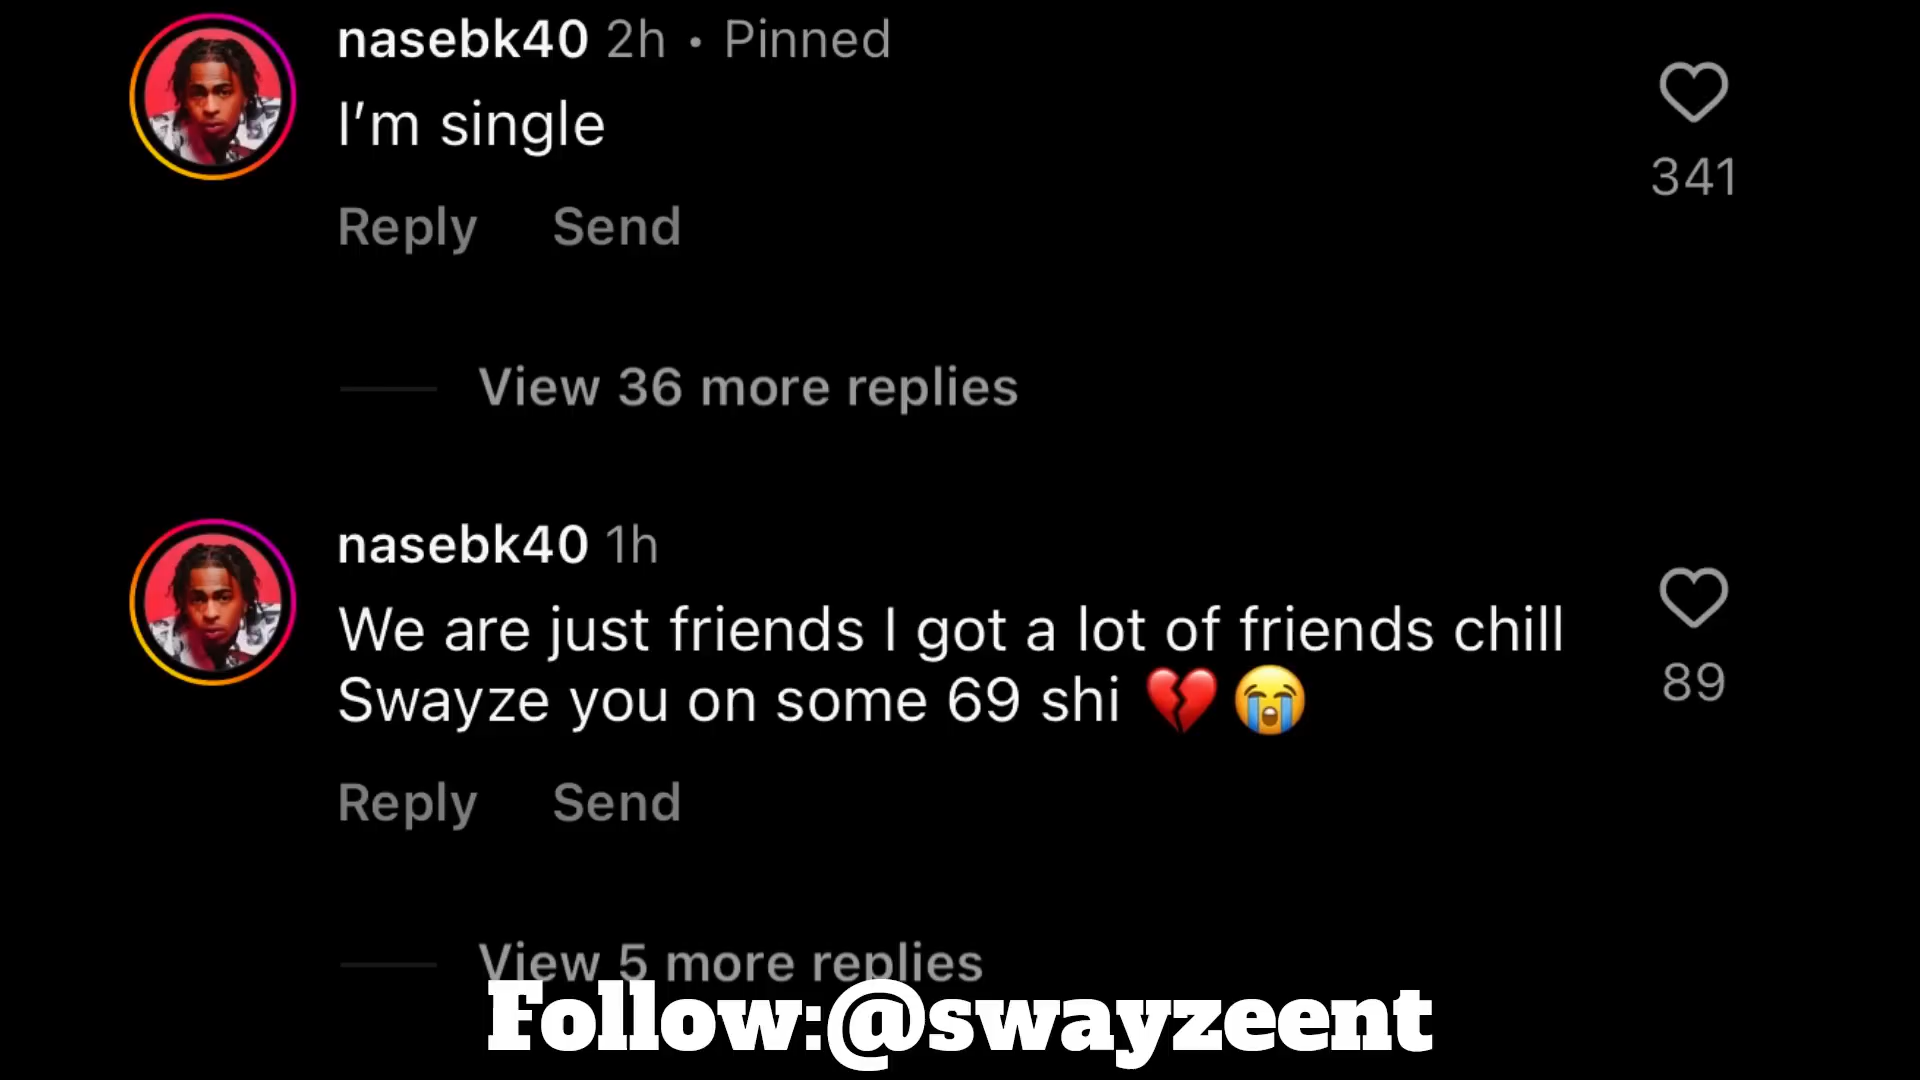 nasebk40 2h • Pinned
I’m single
341
Reply Send
View 36 more replies
nasebk40 1h
We are just friends I got a lot of friends chill
Swayze you on some 69 shi 💔😭
89
Reply Send
View 5 more replies
Follow:@swayzeent